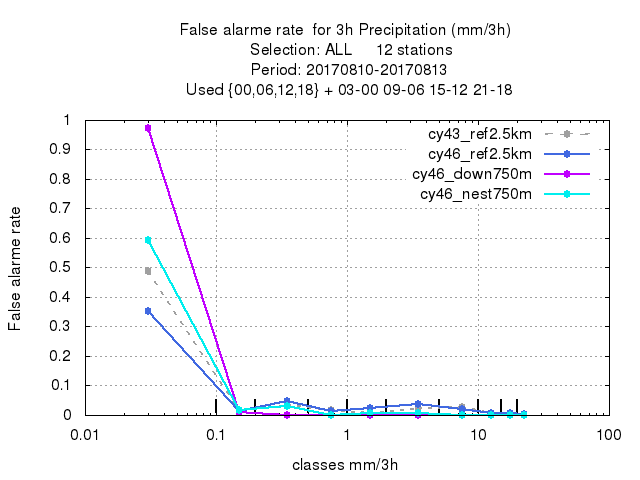 False alarme rate  for 3h Precipitation (mm/3h)
Selection: ALL     12 stations
Period: 20170810-20170813
Used {00,06,12,18} + 03-00 09-06 15-12 21-18
1
0.9
0.8
0.7
0.6
0.5
0.4
0.3
0.2
0.1
0
False alarme rate
cy43_ref2.5km
cy46_ref2.5km
cy46_down750m
cy46_nest750m
0.01 0.1 1 10 100
classes mm/3h